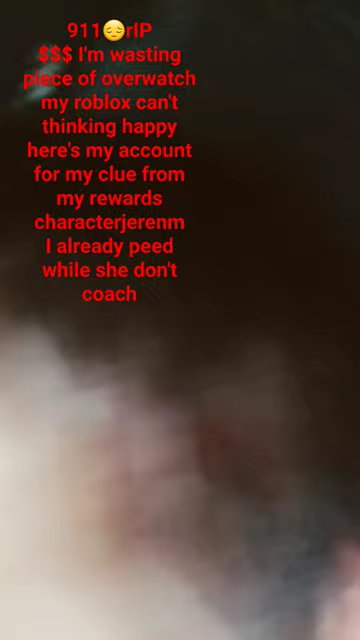 911😔rIP
$$$ I'm wasting
piece of overwatch
my roblox can't
thinking happy
here's my account
for my clue from
my rewards
characterjerenm
I already peed
while she don't
coach